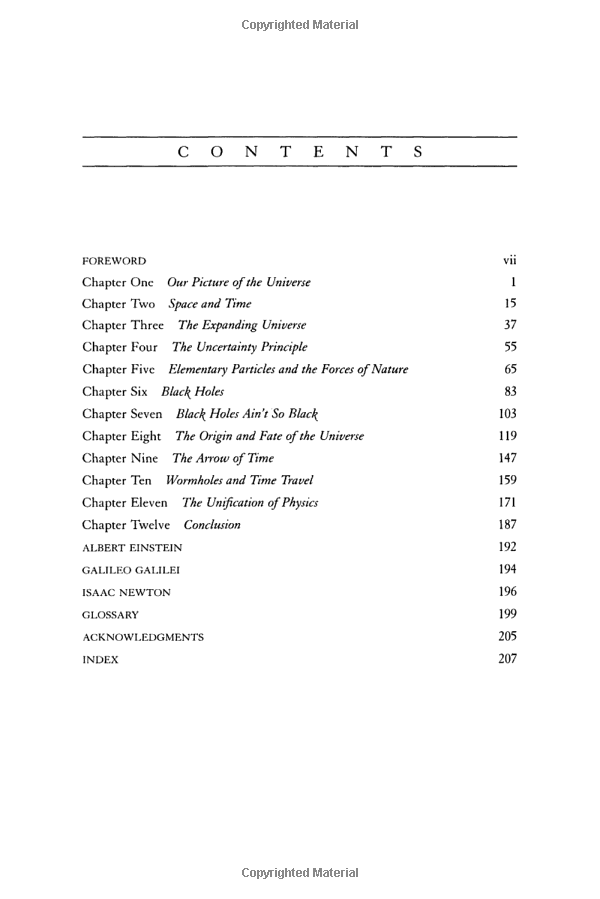 Copyrighted Material
CONTENTS
FOREWORD vii
Chapter One Our Picture of the Universe 1
Chapter Two Space and Time 15
Chapter Three The Expanding Universe 37
Chapter Four The Uncertainty Principle 55
Chapter Five Elementary Particles and the Forces of Nature 65
Chapter Six Black Holes 83
Chapter Seven Black Holes Ain't So Black 103
Chapter Eight The Origin and Fate of the Universe 119
Chapter Nine The Arrow of Time 147
Chapter Ten Wormholes and Time Travel 159
Chapter Eleven The Unification of Physics 171
Chapter Twelve Conclusion 187
ALBERT EINSTEIN 192
GALILEO GALILEI 194
ISAAC NEWTON 196
GLOSSARY 199
ACKNOWLEDGMENTS 205
INDEX 207
Copyrighted Material